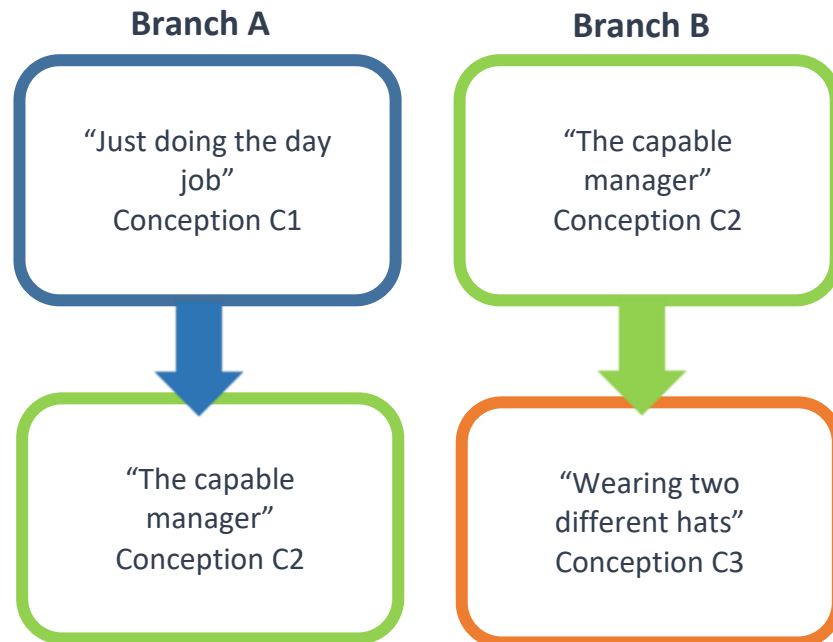 Branch A
“Just doing the day
job”
Conception C1
“The capable
manager”
Conception C2
Branch B
“The capable
manager”
Conception C2
“Wearing two
different hats”
Conception C3